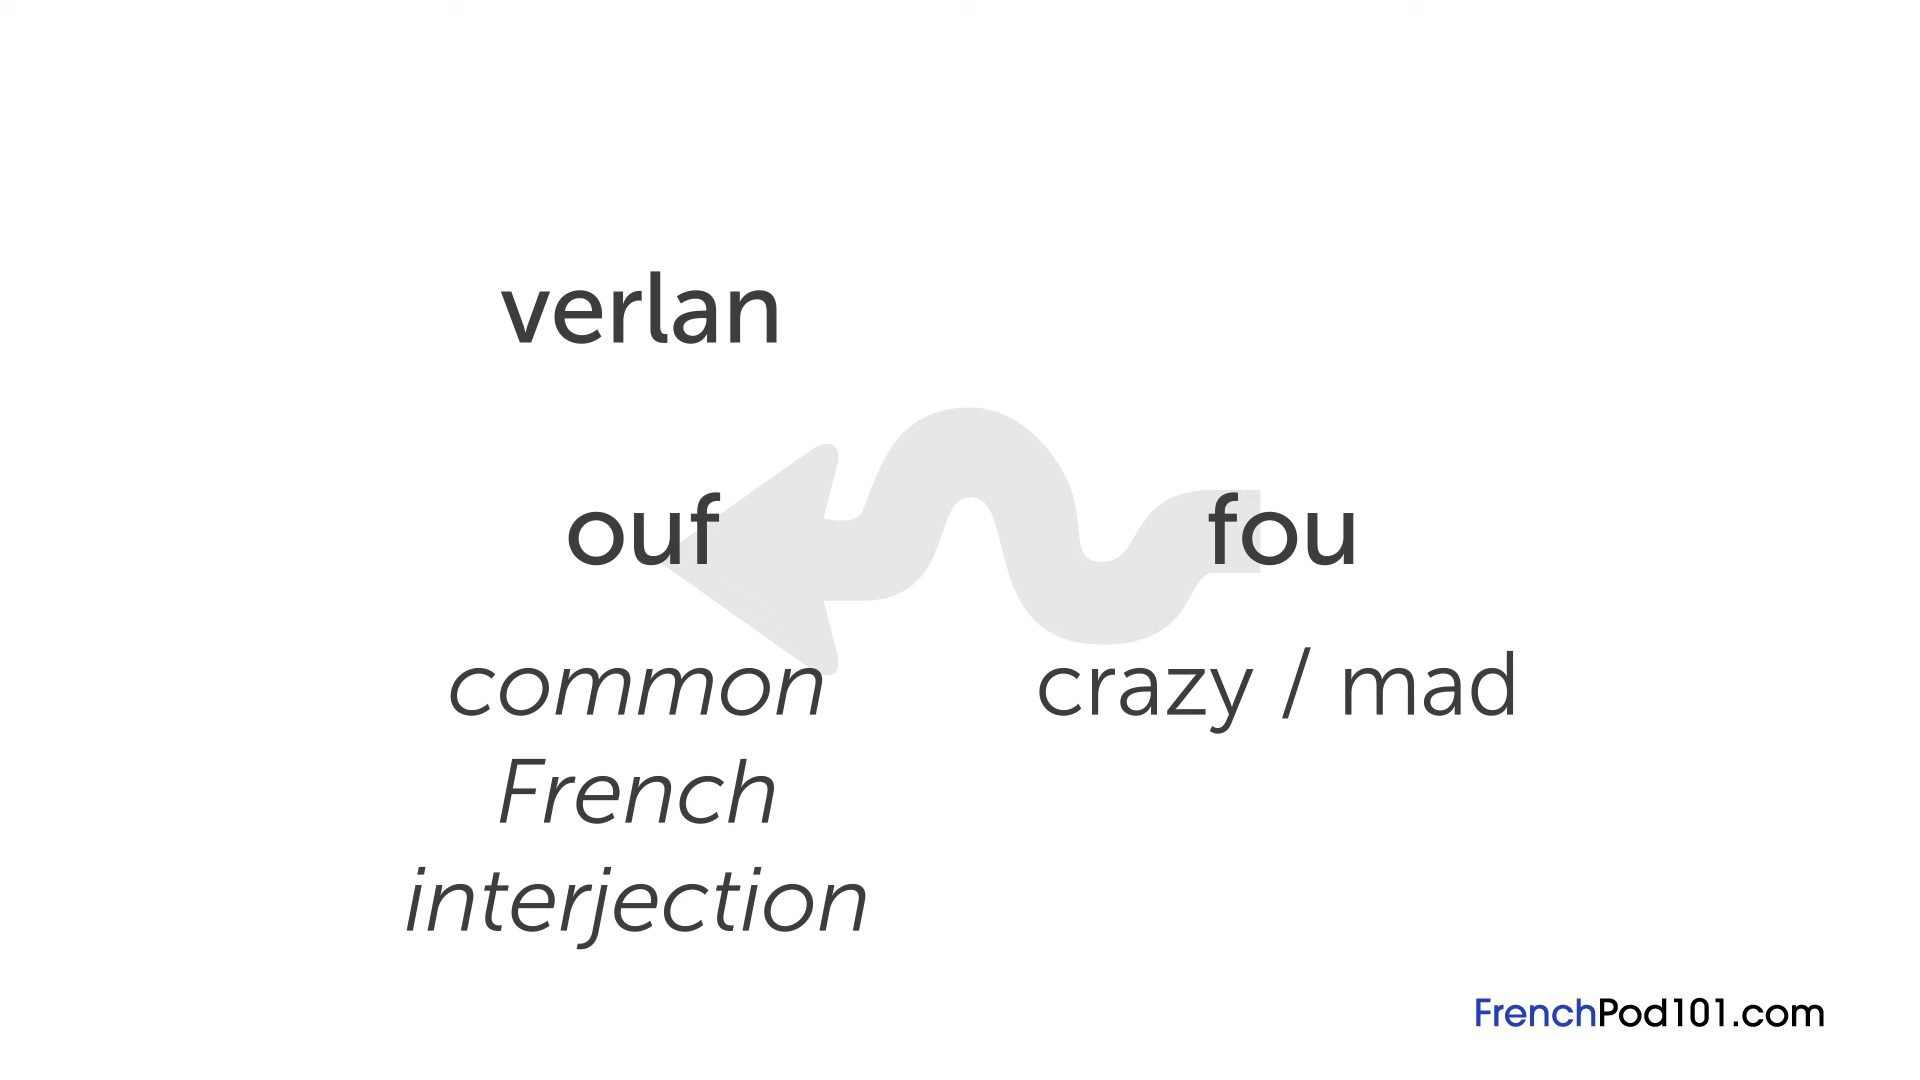 verlan
ouf
fou
common
French
interjection
crazy / mad
FrenchPod101.com